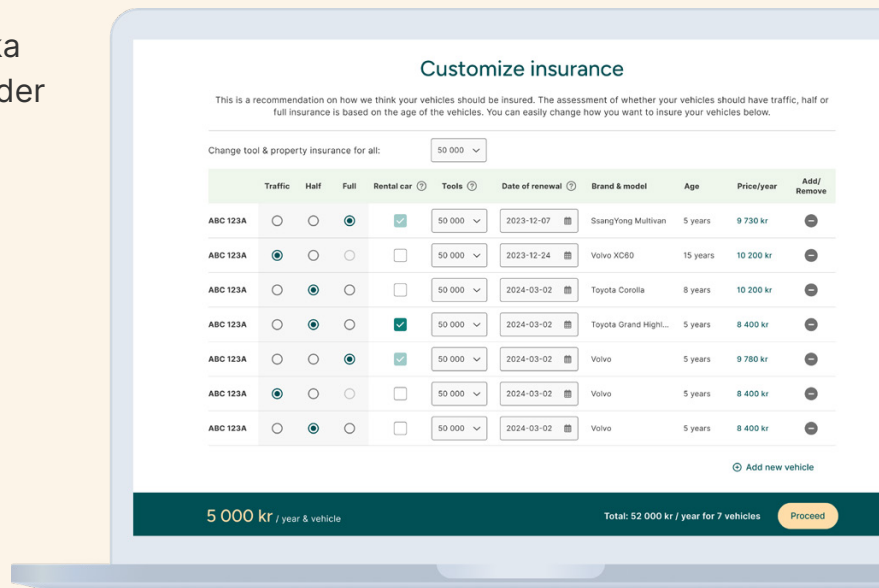 ka
der
Customize insurance
This is a recommendation on how we think your vehicles should be insured. The assessment of whether your vehicles should have traffic, half or
full insurance is based on the age of the vehicles. You can easily change how you want to insure your vehicles below.
Change tool & property insurance for all: 50 000
Traffic Half Full Rental car ? Tools ? Date of renewal ? Brand & model Age Price/year Add/
Remove
ABC 123A 50 000 2023-12-07 SsangYong Multivan 5 years 9 730 kr
ABC 123A 50 000 2023-12-24 Volvo XC60 15 years 10 200 kr
ABC 123A 50 000 2024-03-02 Toyota Corolla 8 years 10 200 kr
ABC 123A 50 000 2024-03-02 Toyota Grand Highl... 5 years 8 400 kr
ABC 123A 50 000 2024-03-02 Volvo 5 years 9 780 kr
ABC 123A 50 000 2024-03-02 Volvo 5 years 8 400 kr
ABC 123A 50 000 2024-03-02 Volvo 5 years 8 400 kr
Add new vehicle
5 000 kr / year & vehicle Total: 52 000 kr / year for 7 vehicles Proceed